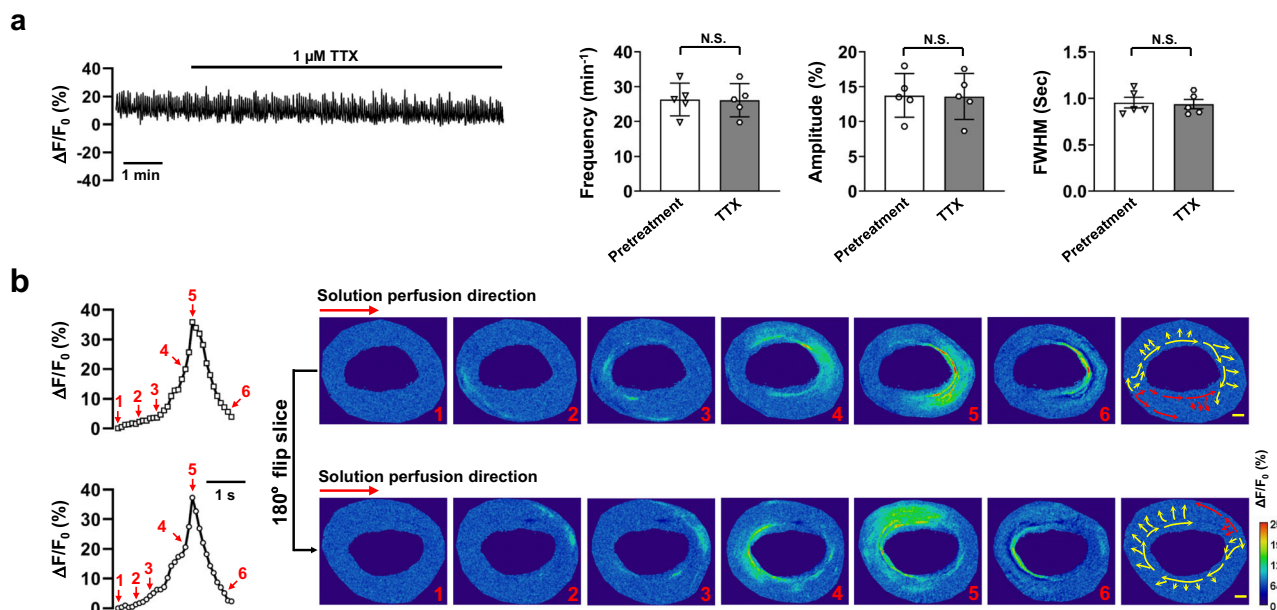 a
1 µM TTX
ΔF/F₀ (%)
40
20
0
-20
-40
1 min
Frequency (min⁻¹)
40
30
20
10
0
N.S.
Pretreatment
TTX
Amplitude (%)
20
15
10
5
0
N.S.
Pretreatment
TTX
FWHM (Sec)
1.5
1.0
0.5
0.0
N.S.
Pretreatment
TTX
b
ΔF/F₀ (%)
40
30
20
10
0
1
2
3
4
5
6
Solution perfusion direction
1
2
3
4
5
6
180º flip slice
ΔF/F₀ (%)
40
30
20
10
0
1
2
3
4
5
6
1 s
Solution perfusion direction
1
2
3
4
5
6
ΔF/F₀ (%)
0